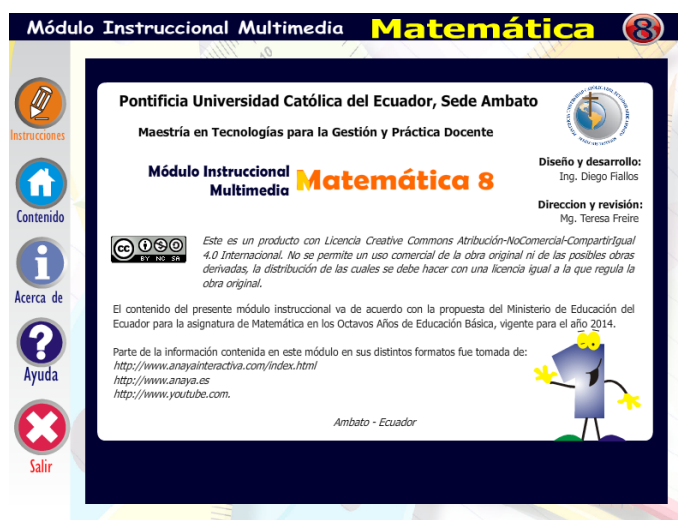 Módulo Instruccional Multimedia Matemática 8
Instrucciones
Contenido
Acerca de
Ayuda
Salir
Pontificia Universidad Católica del Ecuador, Sede Ambato
Maestría en Tecnologías para la Gestión y Práctica Docente
Módulo Instruccional
Multimedia
Matemática 8
Diseño y desarrollo:
Ing. Diego Fiallos
Direccion y revisión:
Mg. Teresa Freire
cc
BY NC SA
Este es un producto con Licencia Creative Commons Atribución-NoComercial-CompartirIgual
4.0 Internacional. No se permite un uso comercial de la obra original ni de las posibles obras
derivadas, la distribución de las cuales se debe hacer con una licencia igual a la que regula la
obra original.
El contenido del presente módulo instruccional va de acuerdo con la propuesta del Ministerio de Educación del
Ecuador para la asignatura de Matemática en los Octavos Años de Educación Básica, vigente para el año 2014.
Parte de la información contenida en este módulo en sus distintos formatos fue tomada de:
http://www.anayainteractiva.com/index.html
http://www.anaya.es
http://www.youtube.com.
Ambato - Ecuador